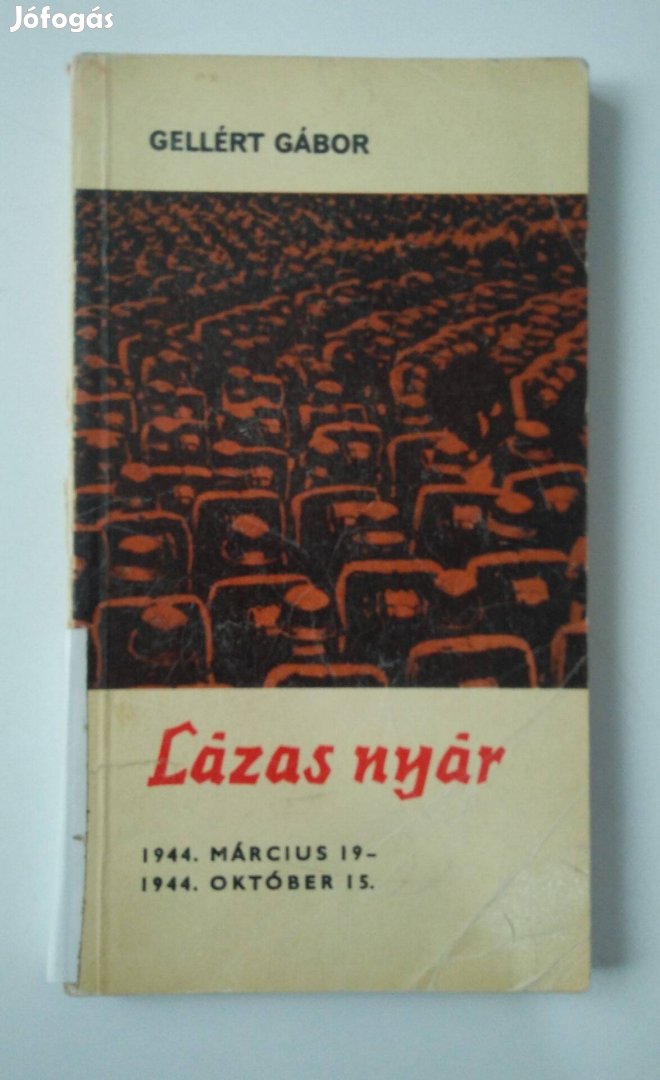 Jófogás
GELLÉRT GÁBOR
Lázas nyár
1944. MÁRCIUS 19–
1944. OKTÓBER 15.